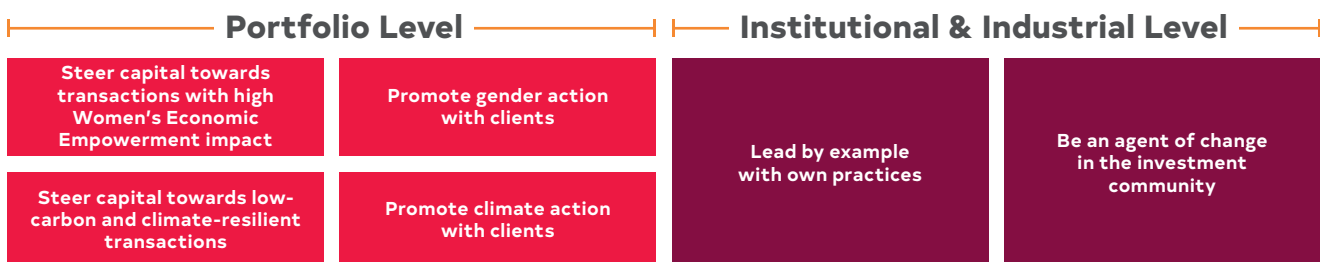 Portfolio Level
Institutional & Industrial Level
Steer capital towards
transactions with high
Women's Economic
Empowerment impact
Promote gender action
with clients
Steer capital towards low-
carbon and climate-resilient
transactions
Promote climate action
with clients
Lead by example
with own practices
Be an agent of change
in the investment
community